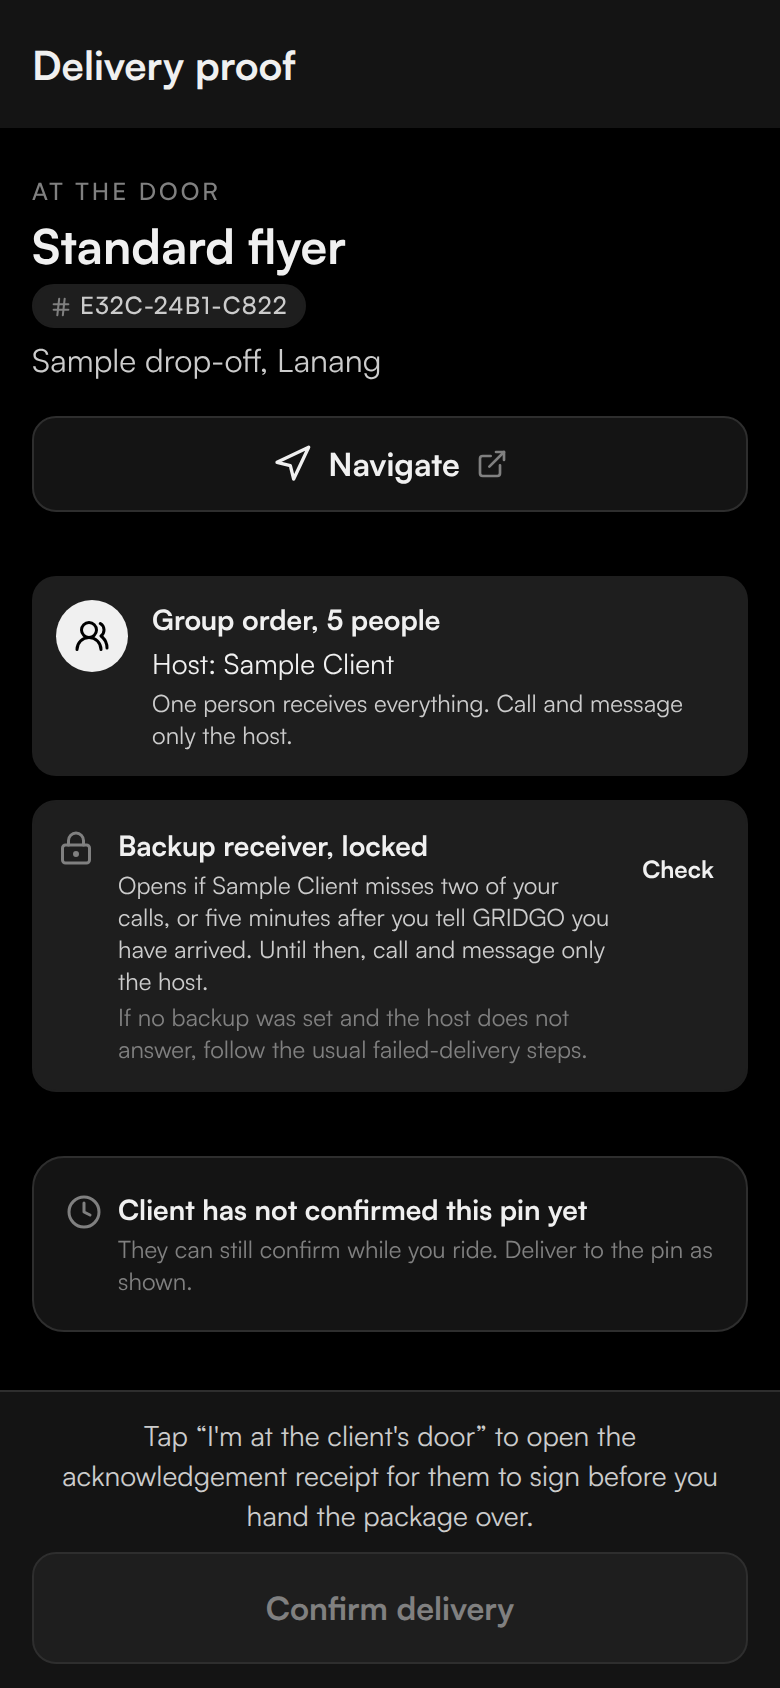 Delivery proof
AT THE DOOR
Standard flyer
# E32C-24B1-C822
Sample drop-off, Lanang
Navigate
Group order, 5 people
Host: Sample Client
One person receives everything. Call and message
only the host.
Backup receiver, locked
Check
Opens if Sample Client misses two of your
calls, or five minutes after you tell GRIDGO you
have arrived. Until then, call and message only
the host.
If no backup was set and the host does not
answer, follow the usual failed-delivery steps.
Client has not confirmed this pin yet
They can still confirm while you ride. Deliver to the pin as
shown.
Tap “I'm at the client's door” to open the
acknowledgement receipt for them to sign before you
hand the package over.
Confirm delivery